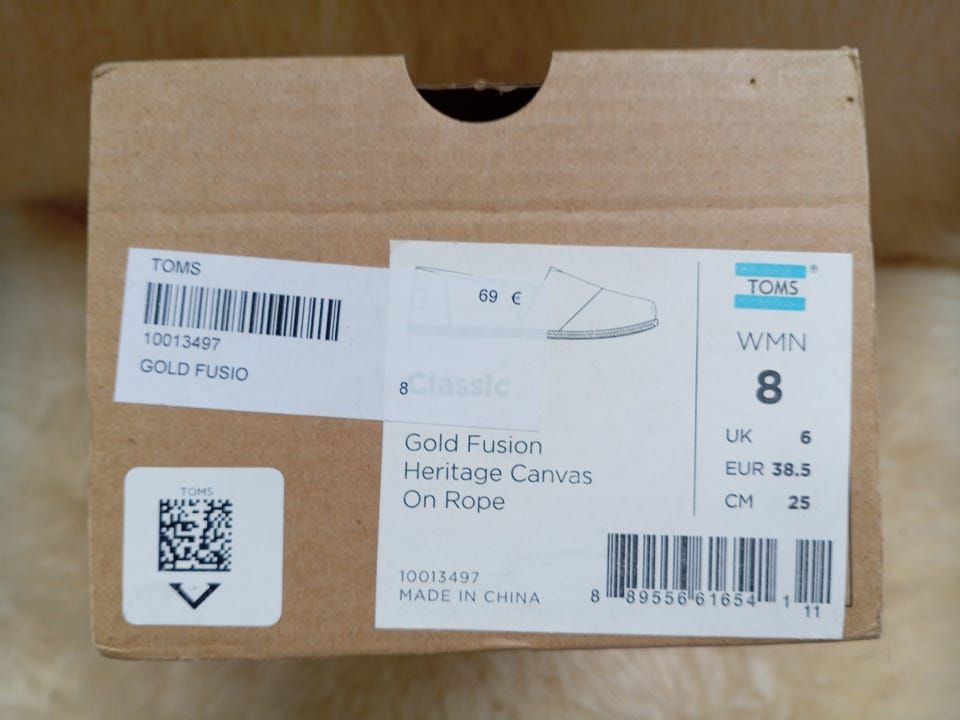 TOMS
10013497
GOLD FUSIO
69 €
8
Classic
Gold Fusion
Heritage Canvas
On Rope
10013497
MADE IN CHINA
TOMS®
WMN
8
UK 6
EUR 38.5
CM 25
8 89556 61654 1
11
TOMS